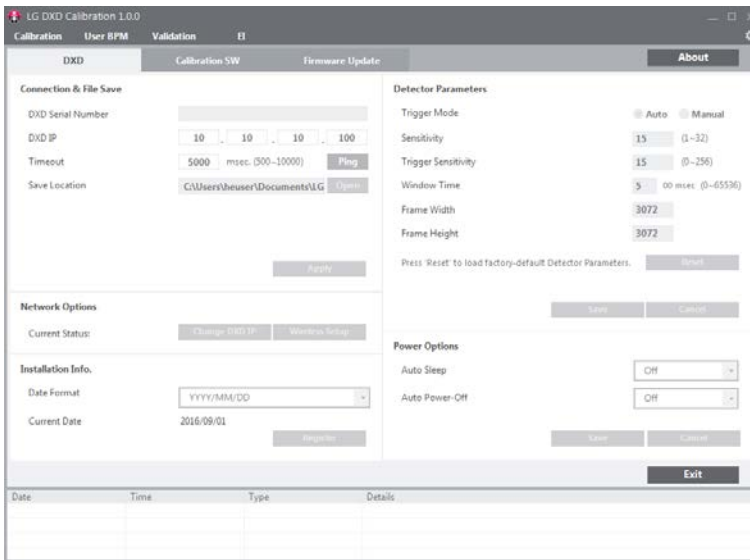 LG DXD Calibration 1.0.0
Calibration User BPM Validation EI
DXD Calibration SW Firmware Update About
Connection & File Save
DXD Serial Number
DXD IP 10 . 10 . 10 . 100
Timeout 5000 msec. (500~10000) Ping
Save Location C:\Users\heuser\Documents\LG Open
Apply
Network Options
Current Status: Change DXD IP Wireless Setup
Installation Info.
Date Format YYYY/MM/DD
Current Date 2016/09/01
Register
Detector Parameters
Trigger Mode Auto Manual
Sensitivity 15 (1~32)
Trigger Sensitivity 15 (0~256)
Window Time 5 00 msec (0~65536)
Frame Width 3072
Frame Height 3072
Press 'Reset' to load factory-default Detector Parameters. Reset
Save Cancel
Power Options
Auto Sleep Off
Auto Power-Off Off
Save Cancel
Exit
Date Time Type Details